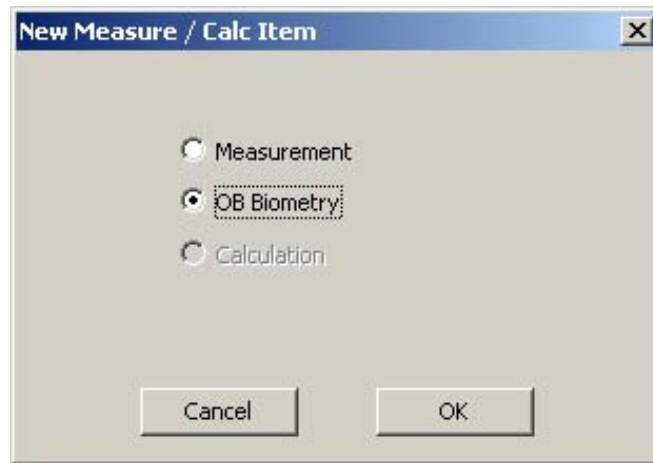 New Measure / Calc Item
Measurement
OB Biometry
Calculation
Cancel OK